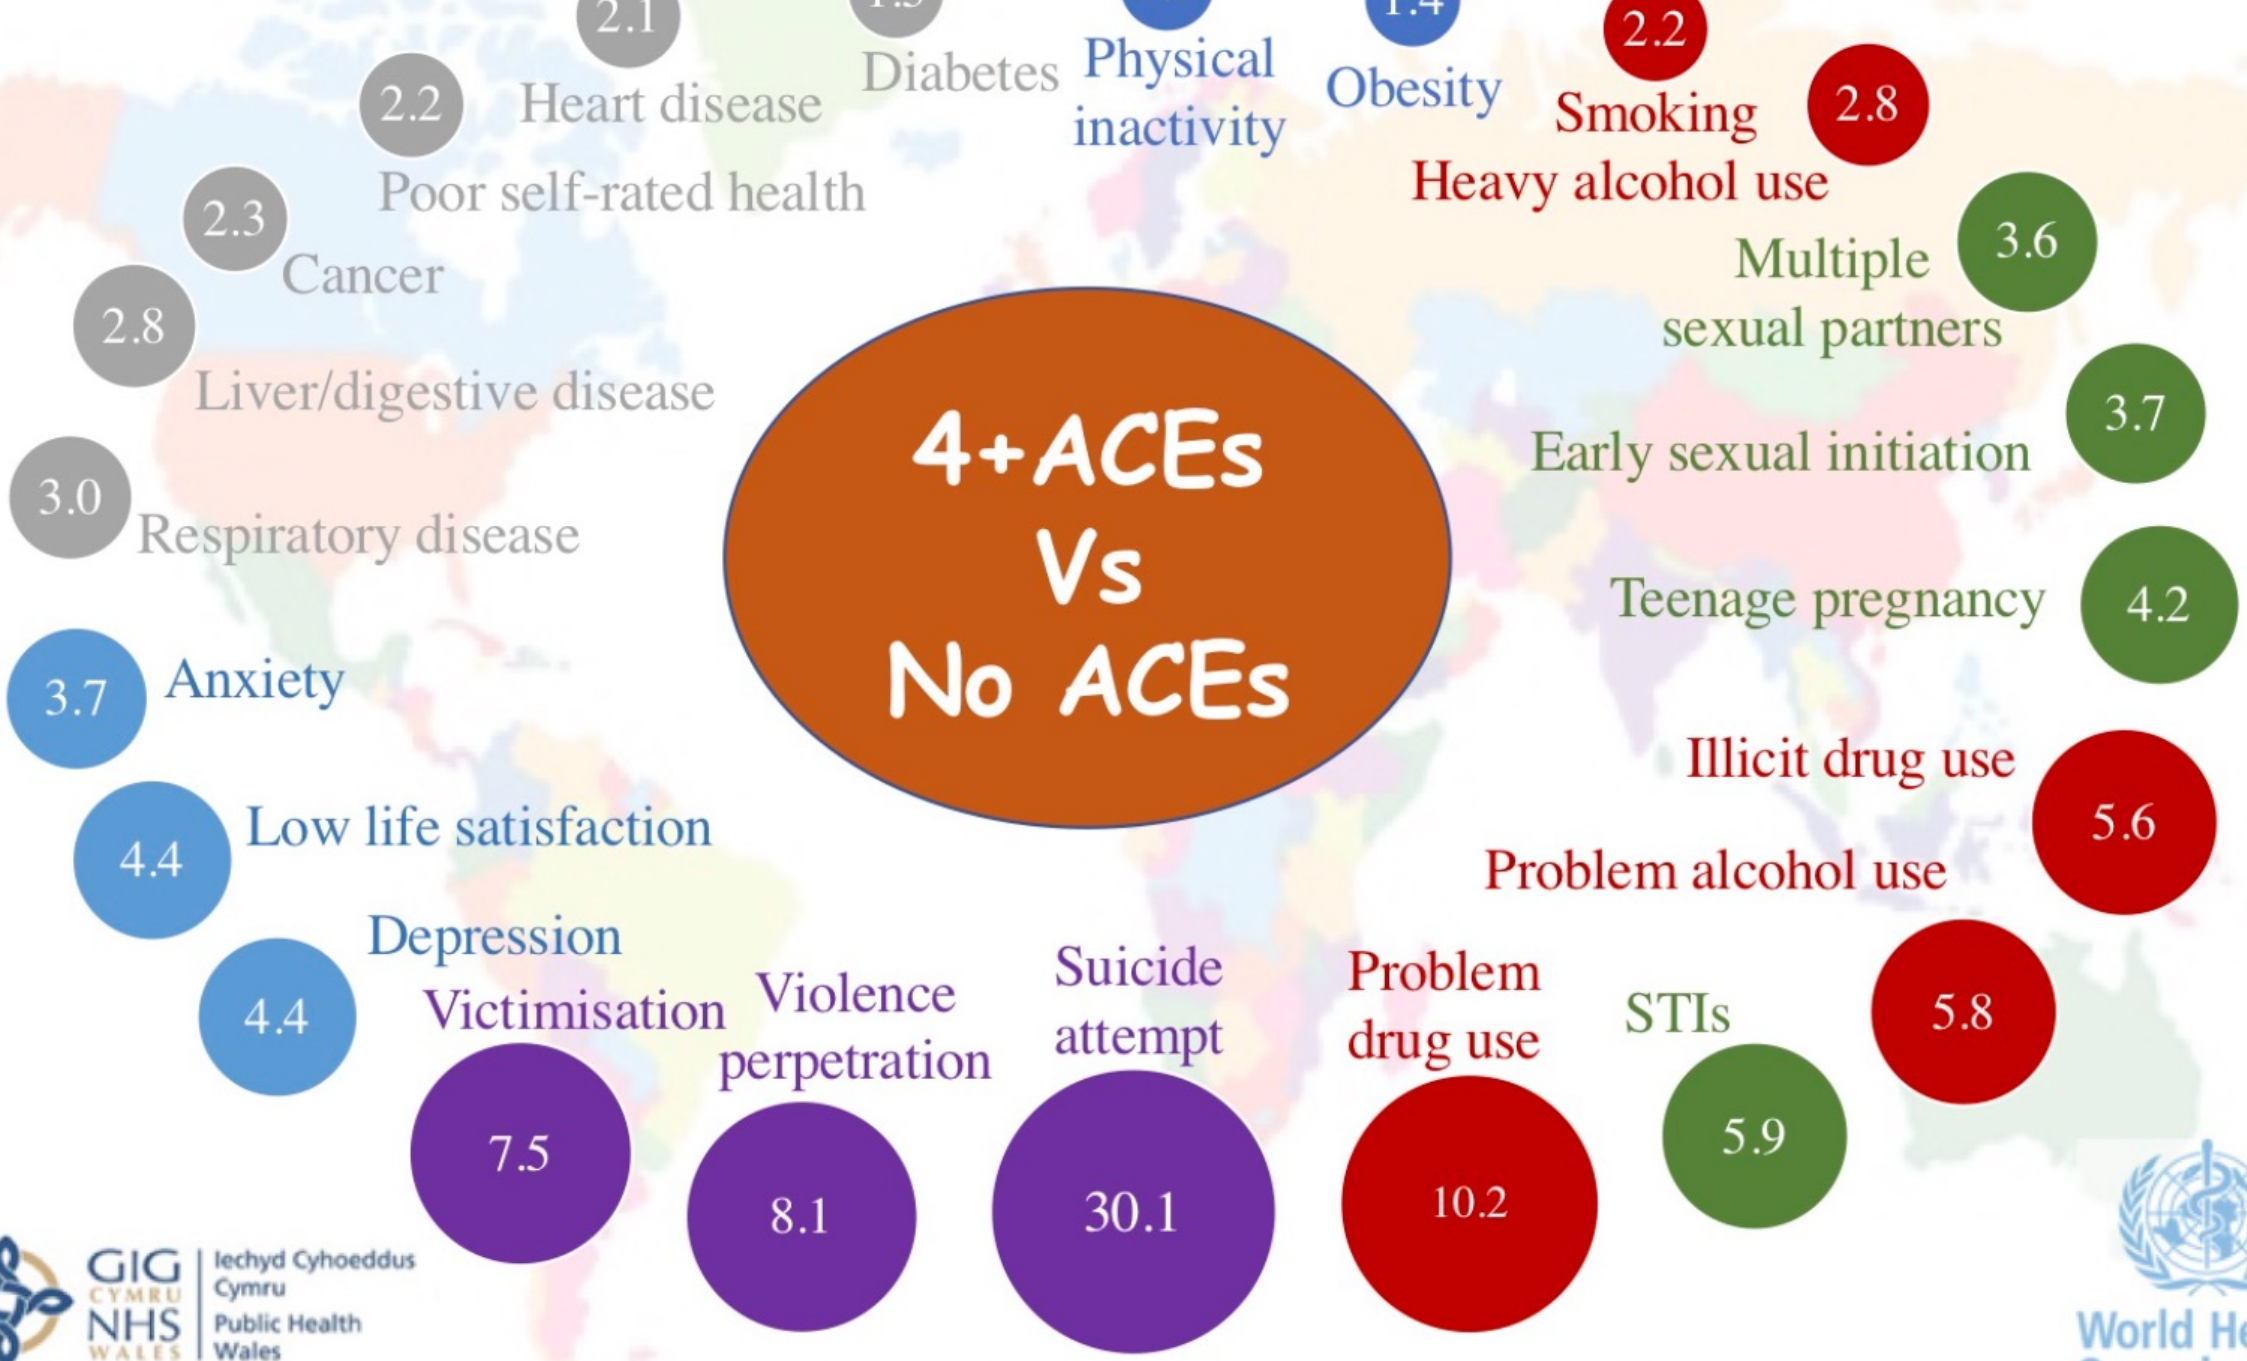 2.1
Heart disease
Diabetes
Physical
inactivity
1.4
Obesity
2.2
Smoking
2.8
Heavy alcohol use
2.2
Poor self-rated health
2.3
Cancer
2.8
Liver/digestive disease
3.0
Respiratory disease
3.7
Anxiety
4.4
Low life satisfaction
4.4
Depression
4+ACEs
Vs
No ACEs
Multiple
sexual partners
3.6
Early sexual initiation
3.7
Teenage pregnancy
4.2
Illicit drug use
5.6
Problem alcohol use
5.8
Victimisation
7.5
Violence
perpetration
8.1
Suicide
attempt
30.1
Problem
drug use
10.2
STIs
5.9
GIG
CYMRU
NHS
WALES
Iechyd Cyhoeddus
Cymru
Public Health
Wales
World He